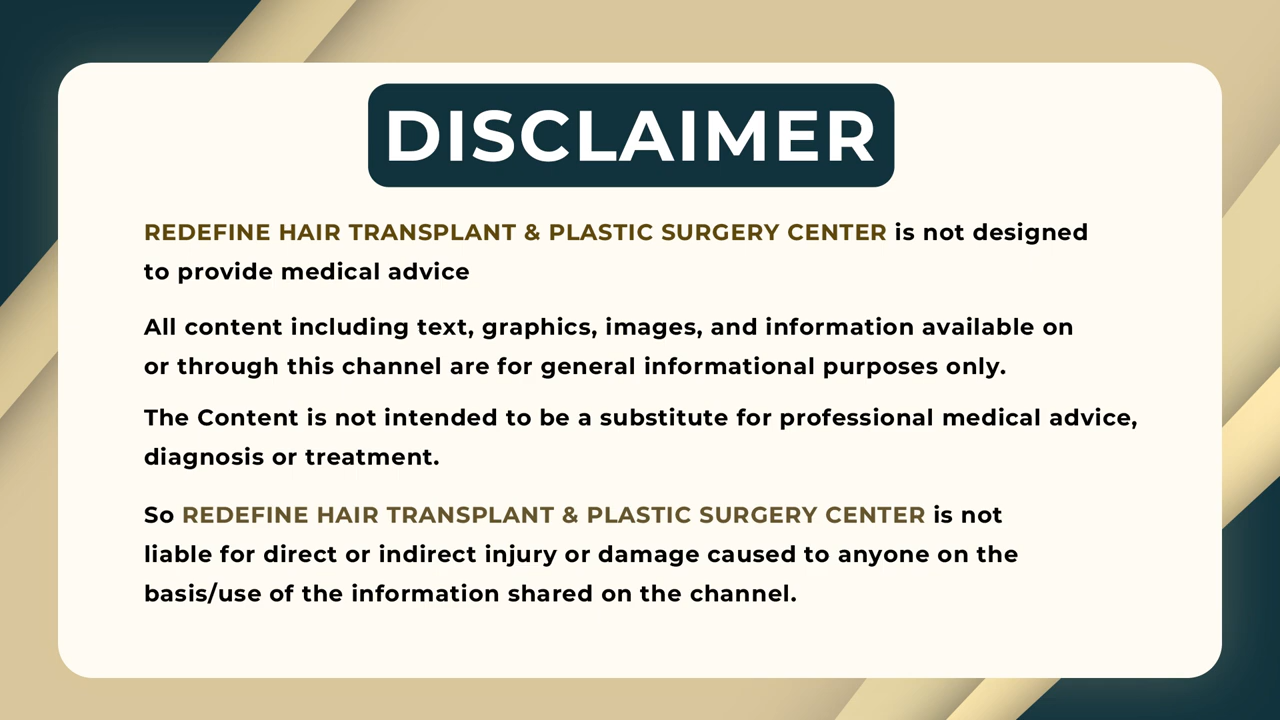 DISCLAIMER
REDEFINE HAIR TRANSPLANT & PLASTIC SURGERY CENTER is not designed
to provide medical advice
All content including text, graphics, images, and information available on
or through this channel are for general informational purposes only.
The Content is not intended to be a substitute for professional medical advice,
diagnosis or treatment.
So REDEFINE HAIR TRANSPLANT & PLASTIC SURGERY CENTER is not
liable for direct or indirect injury or damage caused to anyone on the
basis/use of the information shared on the channel.